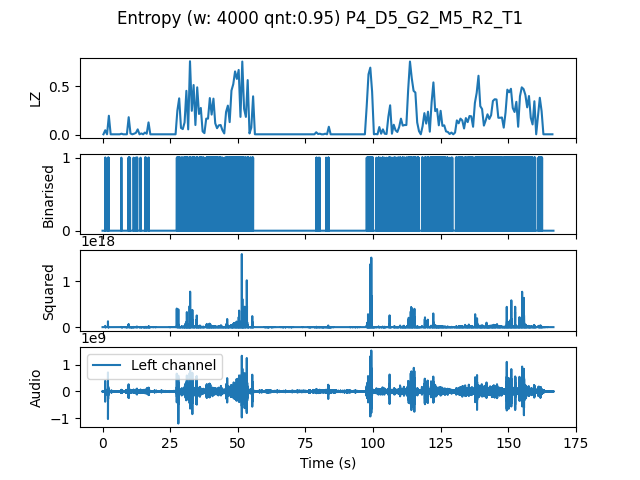 Entropy (w: 4000 qnt:0.95) P4_D5_G2_M5_R2_T1
LZ
0.5
0.0
Binarised
1
0
1e18
Squared
1
0
1e9
Audio
1
0
−1
Left channel
0 25 50 75 100 125 150 175
Time (s)